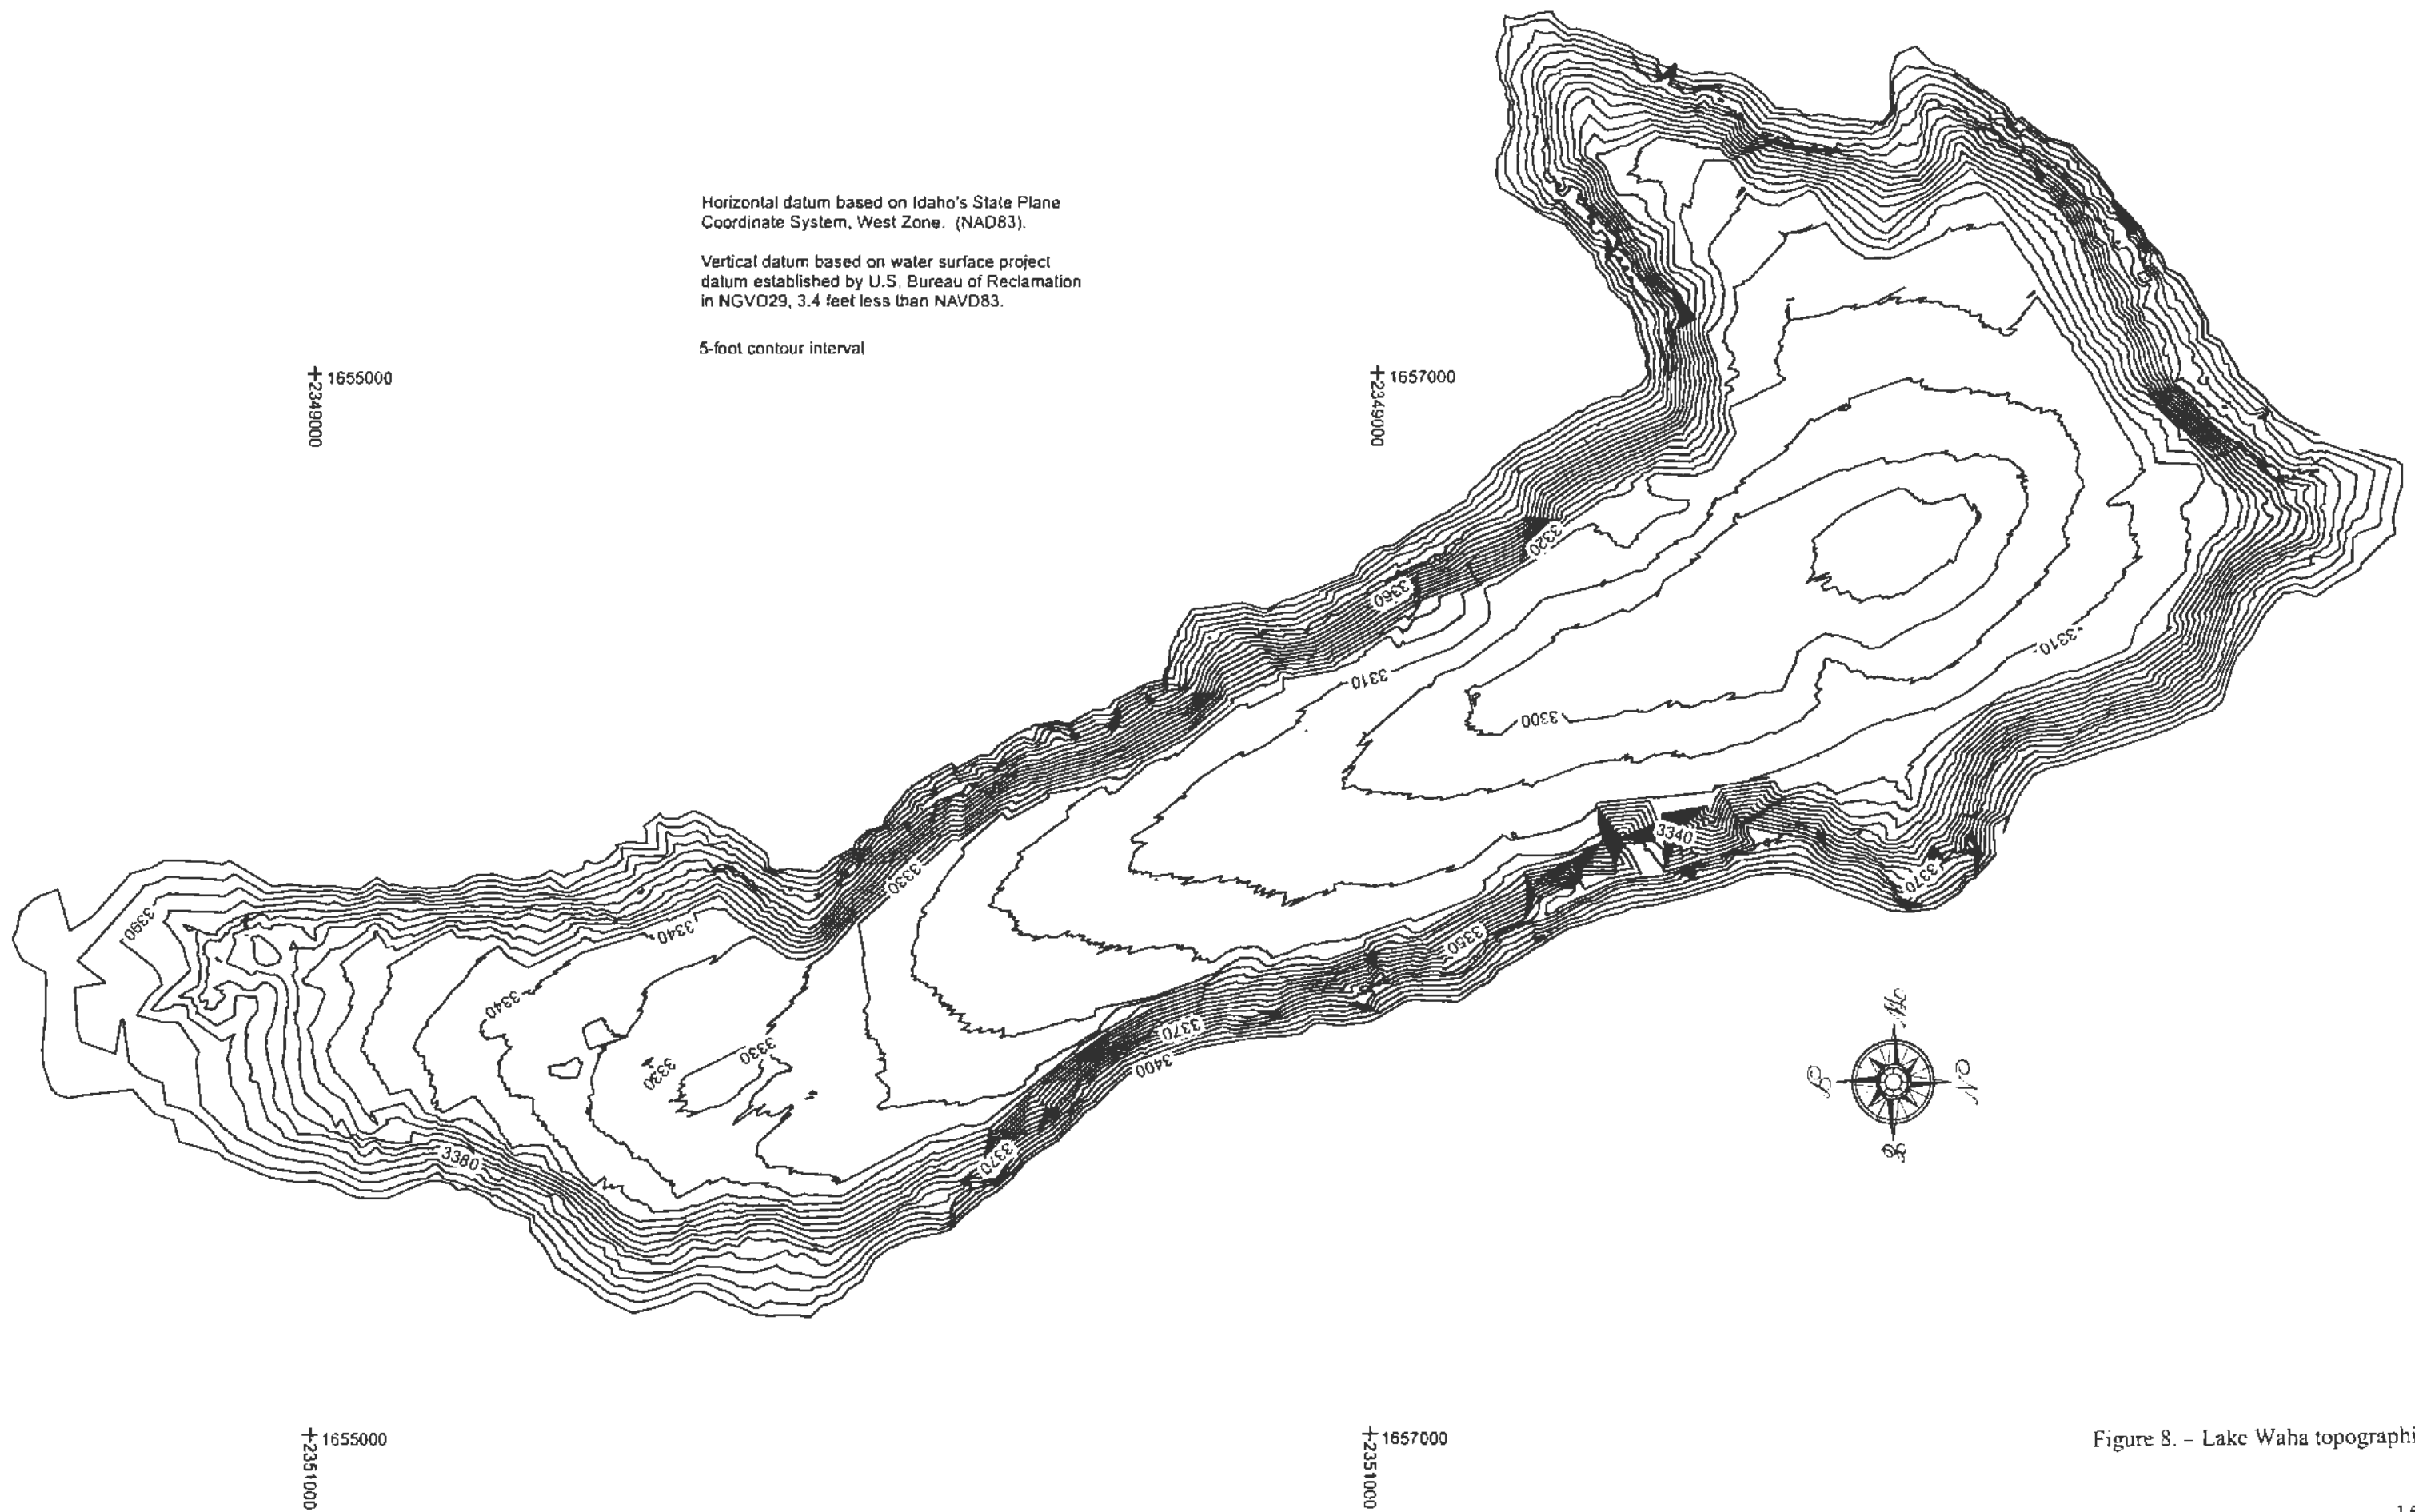 Horizontal datum based on Idaho's State Plane
Coordinate System, West Zone. (NAD83).
Vertical datum based on water surface project
datum established by U.S. Bureau of Reclamation
in NGVD29, 3.4 feet less than NAVD83.
5-foot contour interval
1655000
2349000
1657000
2349000
3320
3360
3310
3310
3300
3340
3330
3370
3390
3340
3350
3340
3370
3330
3330
3400
3380
3370
W
S
N
E
1655000
2351000
1657000
2351000
Figure 8. – Lake Waha topographi